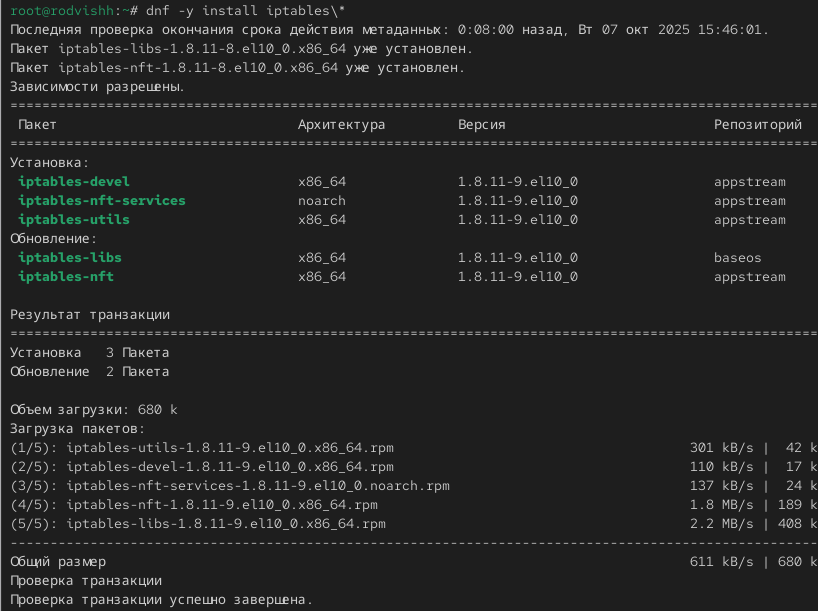 root@rodvishh:~# dnf -y install iptables\*
Последняя проверка окончания срока действия метаданных: 0:08:00 назад, Вт 07 окт 2025 15:46:01.
Пакет iptables-libs-1.8.11-8.el10_0.x86_64 уже установлен.
Пакет iptables-nft-1.8.11-8.el10_0.x86_64 уже установлен.
Зависимости разрешены.
================================================================================
Пакет Архитектура Версия Репозиторий
================================================================================
Установка:
iptables-devel x86_64 1.8.11-9.el10_0 appstream
iptables-nft-services noarch 1.8.11-9.el10_0 appstream
iptables-utils x86_64 1.8.11-9.el10_0 appstream
Обновление:
iptables-libs x86_64 1.8.11-9.el10_0 baseos
iptables-nft x86_64 1.8.11-9.el10_0 appstream
Результат транзакции
================================================================================
Установка 3 Пакета
Обновление 2 Пакета
Объем загрузки: 680 k
Загрузка пакетов:
(1/5): iptables-utils-1.8.11-9.el10_0.x86_64.rpm 301 kB/s | 42 k
(2/5): iptables-devel-1.8.11-9.el10_0.x86_64.rpm 110 kB/s | 17 k
(3/5): iptables-nft-services-1.8.11-9.el10_0.noarch.rpm 137 kB/s | 24 k
(4/5): iptables-nft-1.8.11-9.el10_0.x86_64.rpm 1.8 MB/s | 189 k
(5/5): iptables-libs-1.8.11-9.el10_0.x86_64.rpm 2.2 MB/s | 408 k
--------------------------------------------------------------------------------
Общий размер 611 kB/s | 680 k
Проверка транзакции
Проверка транзакции успешно завершена.